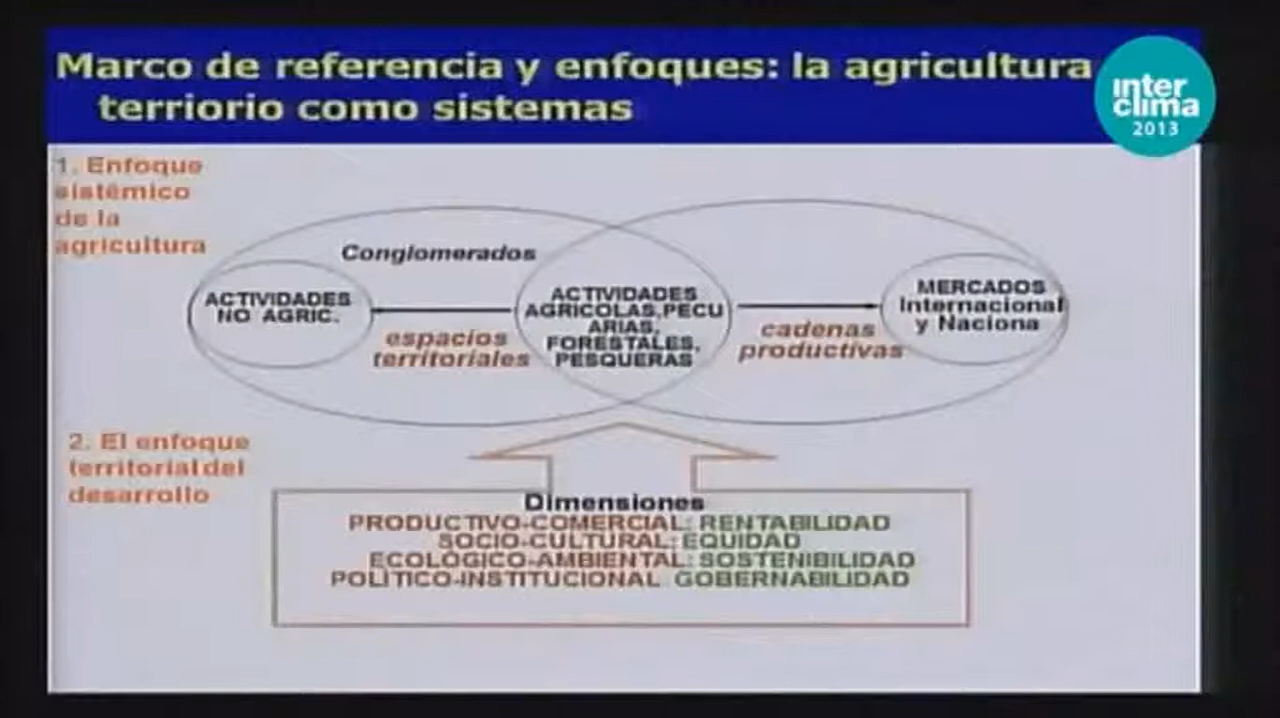 Marco de referencia y enfoques: la agricultura
terriorio como sistemas
inter
clima
2013
1. Enfoque
sistémico
de la
agricultura
Conglomerados
ACTIVIDADES
NO AGRIC.
espacios
territoriales
ACTIVIDADES
AGRICOLAS,PECU
ARIAS,
FORESTALES,
PESQUERAS
cadenas
productivas
MERCADOS
Internacional
y Naciona
2. El enfoque
territorial del
desarrollo
Dimensiones
PRODUCTIVO-COMERCIAL: RENTABILIDAD
SOCIO-CULTURAL: EQUIDAD
ECOLÓGICO-AMBIENTAL: SOSTENIBILIDAD
POLÍTICO-INSTITUCIONAL GOBERNABILIDAD